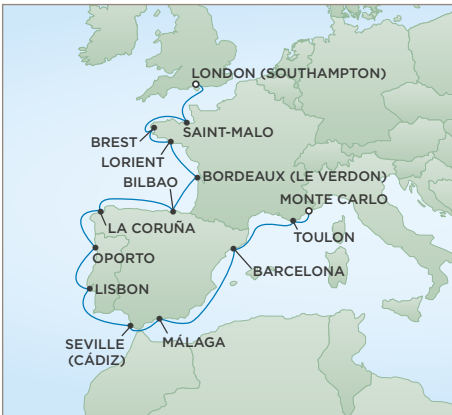 LONDON (SOUTHAMPTON)
SAINT-MALO
BREST
LORIENT
BILBAO
BORDEAUX (LE VERDON)
MONTE CARLO
LA CORUÑA
TOULON
OPORTO
BARCELONA
LISBON
SEVILLE
(CÁDIZ)
MÁLAGA